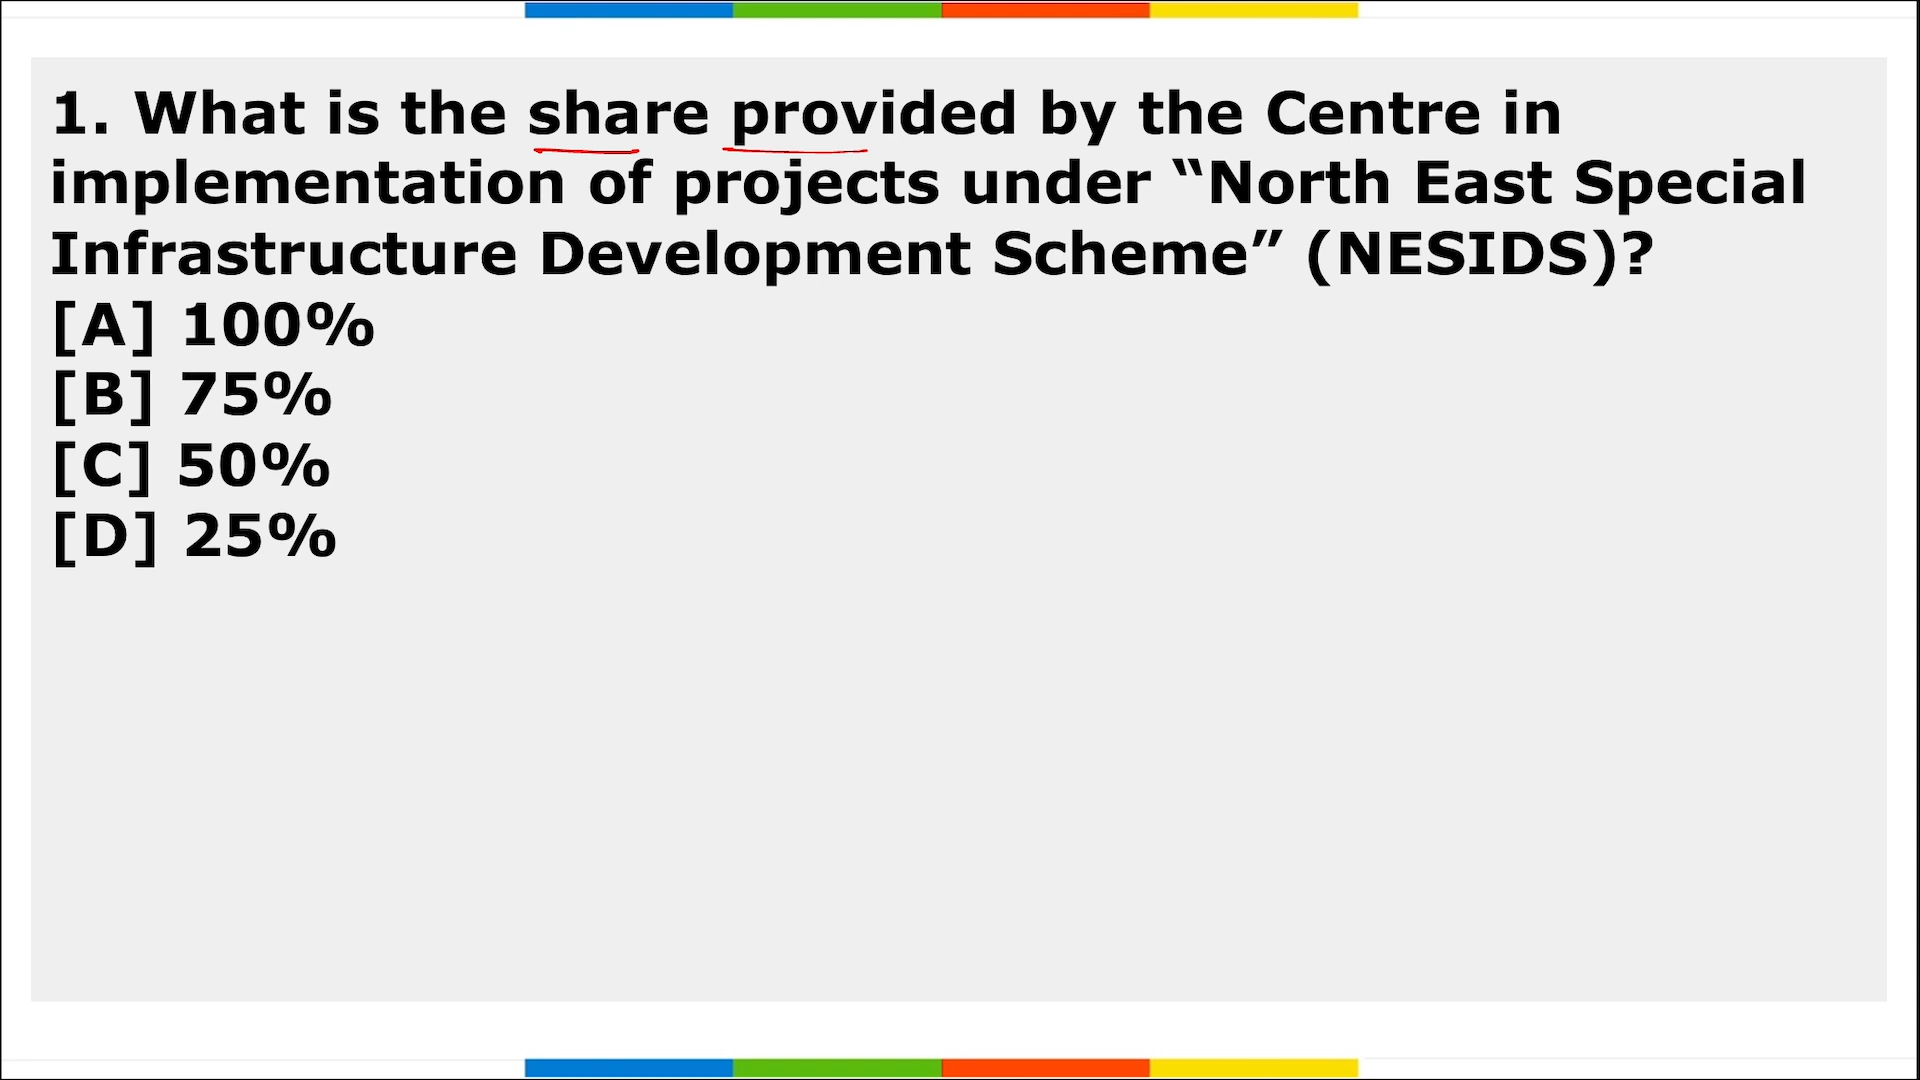 1. What is the share provided by the Centre in
implementation of projects under “North East Special
Infrastructure Development Scheme” (NESIDS)?
[A] 100%
[B] 75%
[C] 50%
[D] 25%